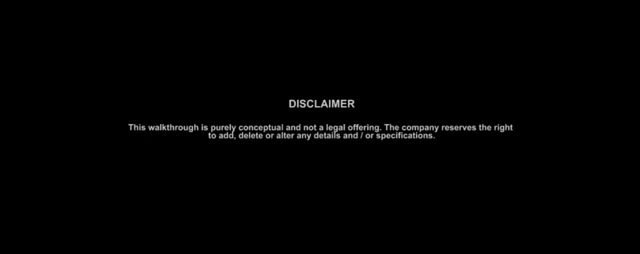 DISCLAIMER
This walkthrough is purely conceptual and not a legal offering. The company reserves the right
to add, delete or alter any details and / or specifications.